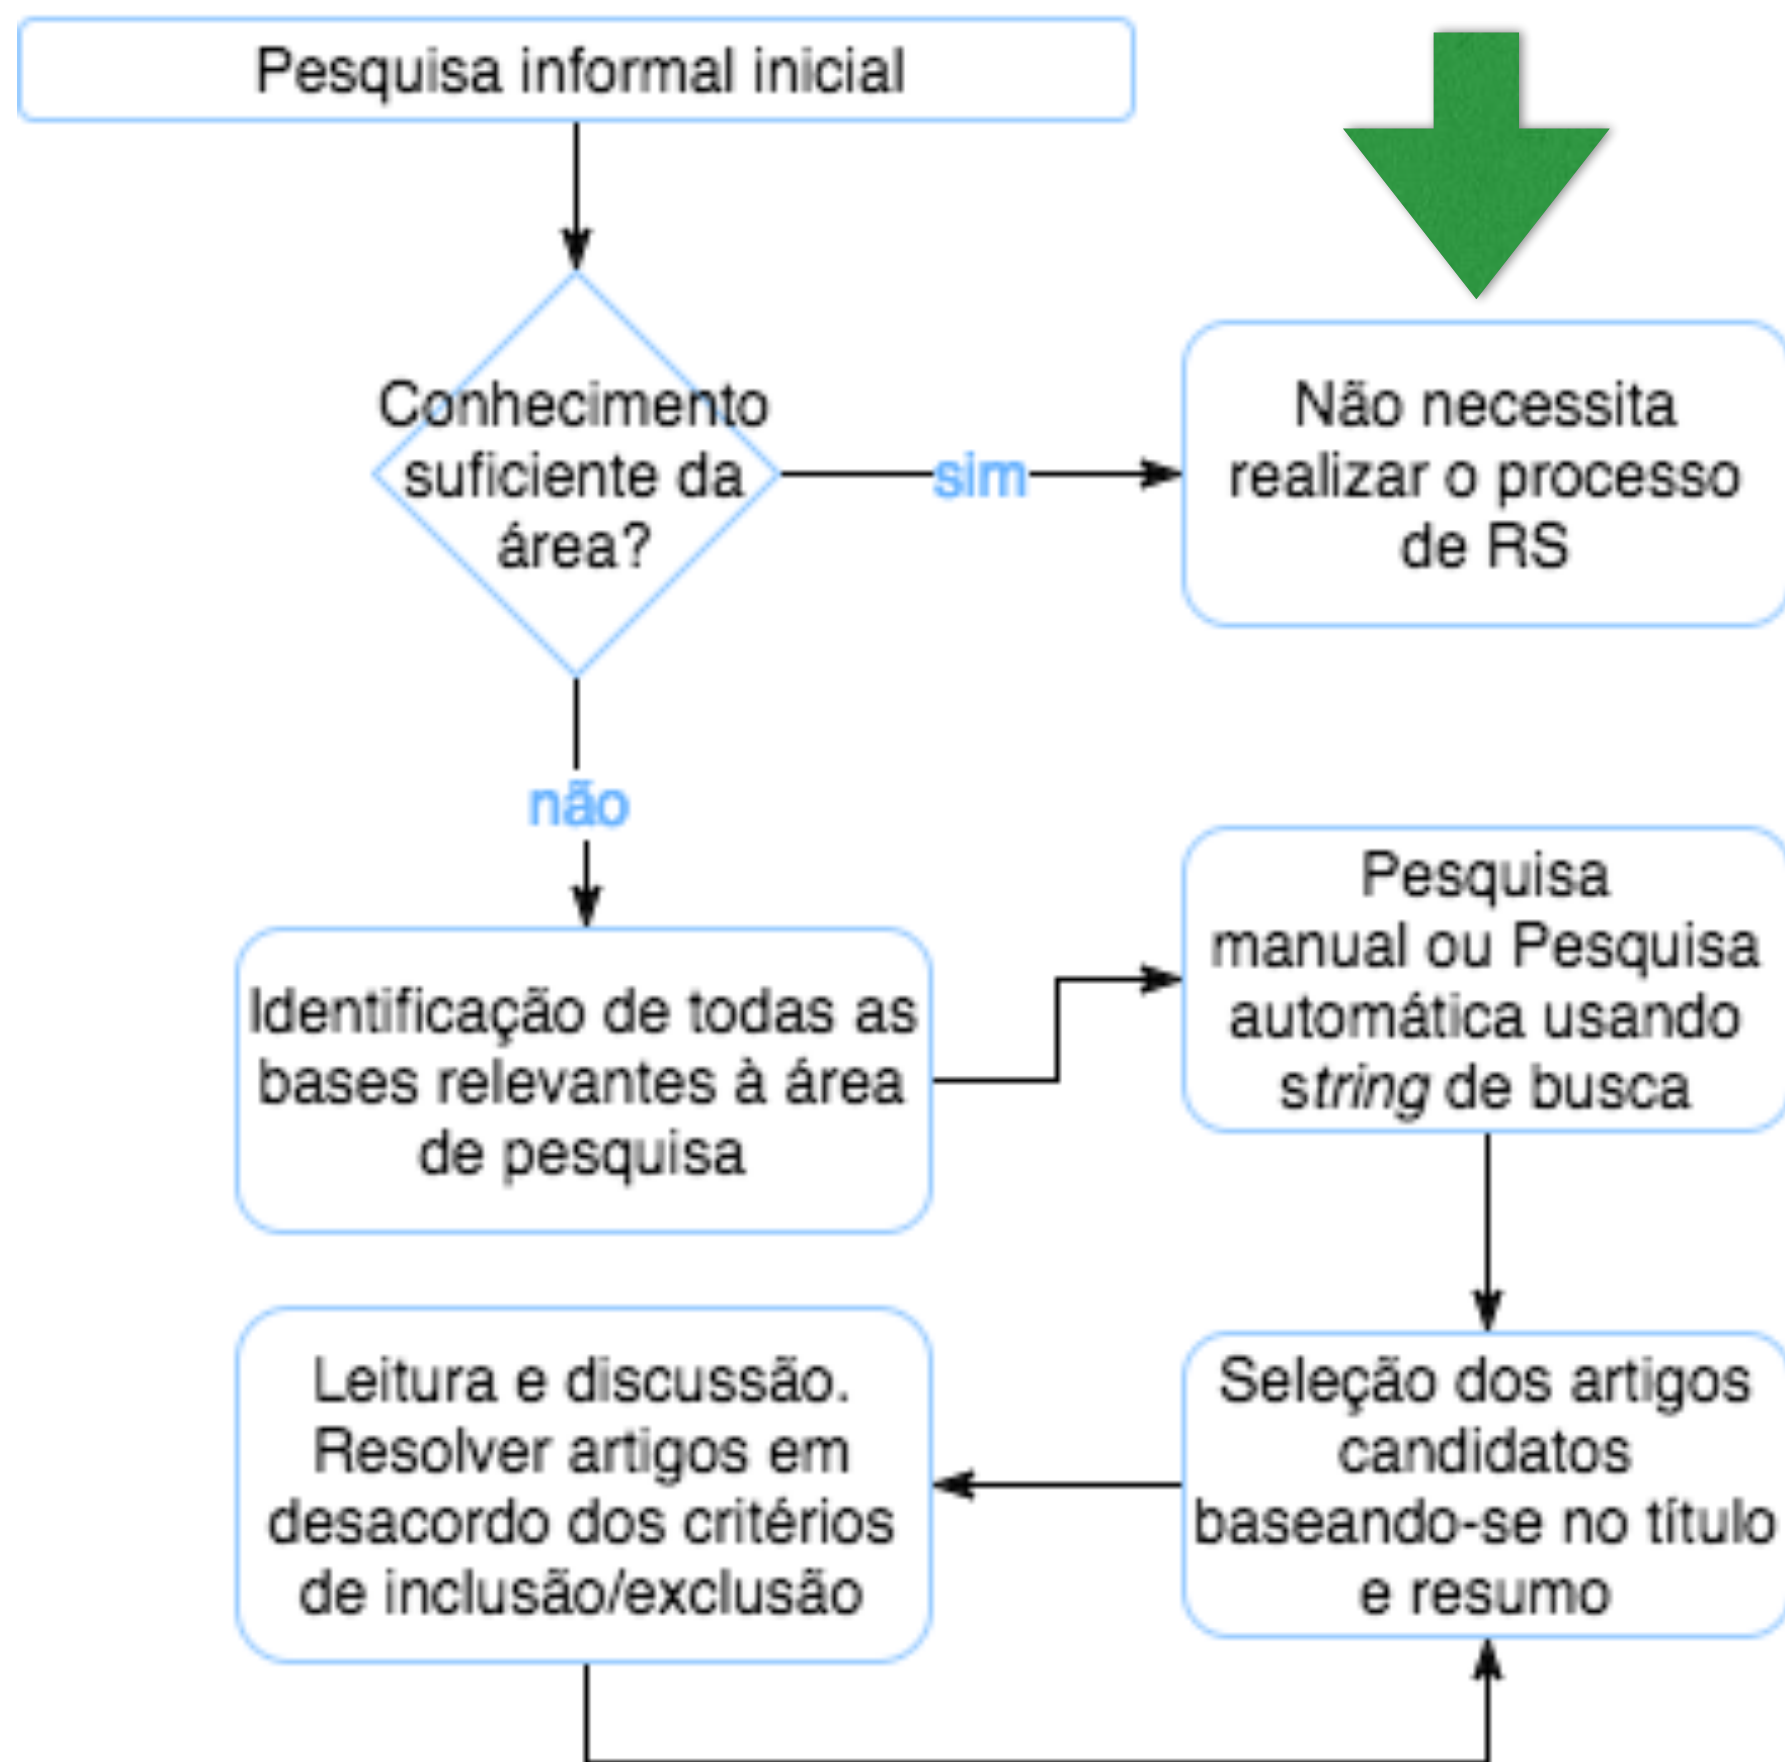 Pesquisa informal inicial
Conhecimento
suficiente da
área?
sim
Não necessita
realizar o processo
de RS
não
Identificação de todas as
bases relevantes à área
de pesquisa
Pesquisa
manual ou Pesquisa
automática usando
string de busca
Seleção dos artigos
candidatos
baseando-se no título
e resumo
Leitura e discussão.
Resolver artigos em
desacordo dos critérios
de inclusão/exclusão